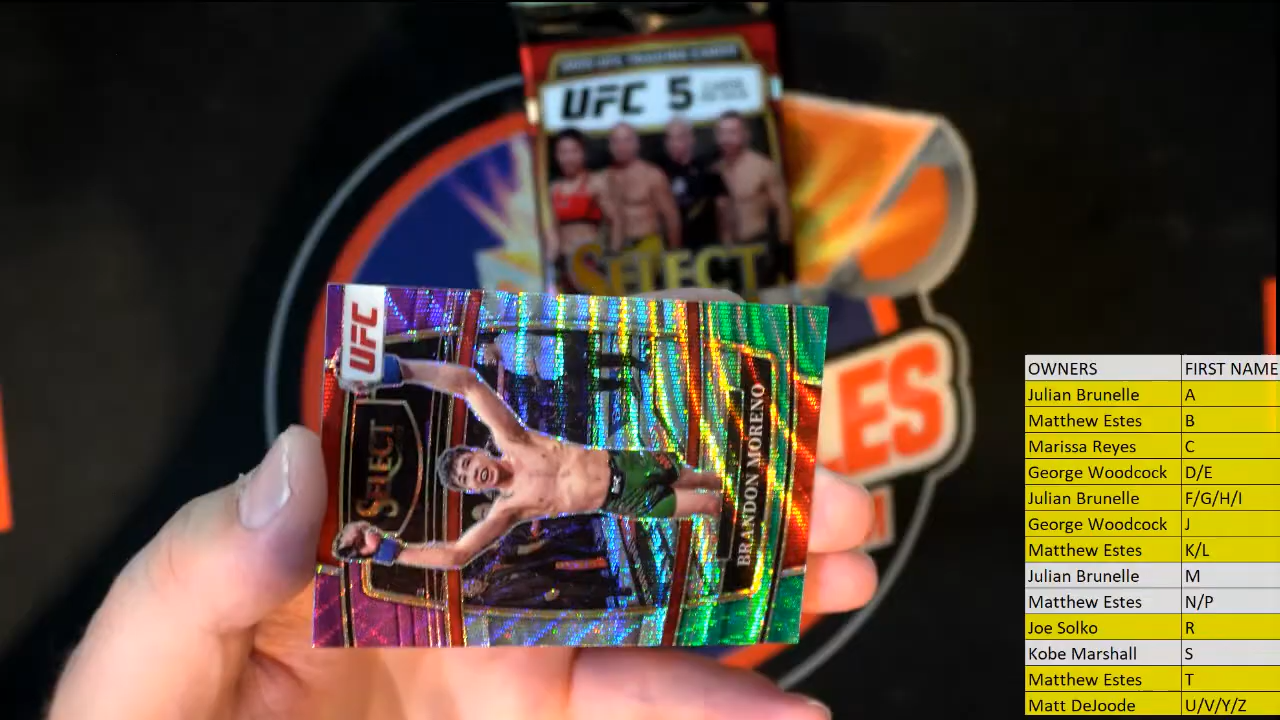 UFC 5
SELECT
UFC
SELECT
BRANDON MORENO
LES
OWNERS FIRST NAME
Julian Brunelle A
Matthew Estes B
Marissa Reyes C
George Woodcock D/E
Julian Brunelle F/G/H/I
George Woodcock J
Matthew Estes K/L
Julian Brunelle M
Matthew Estes N/P
Joe Solko R
Kobe Marshall S
Matthew Estes T
Matt DeJoode U/V/Y/Z